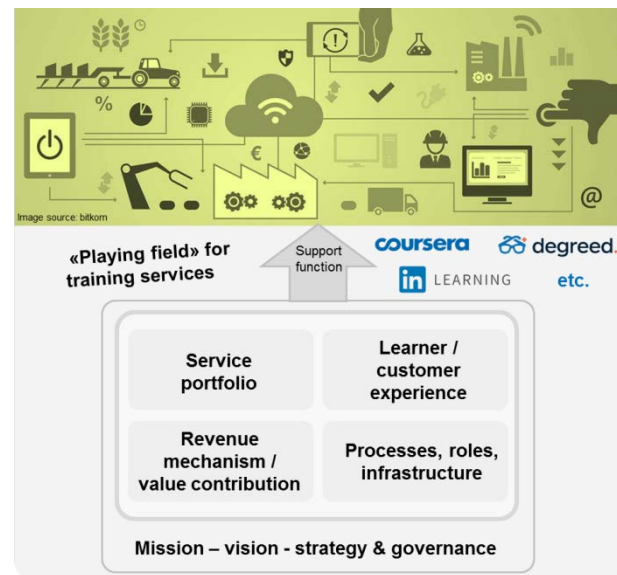 %
€
@
Image source: bitkom
«Playing field» for
training services
Support
function
coursera
degreed.
in LEARNING
etc.
Service
portfolio
Learner /
customer
experience
Revenue
mechanism /
value contribution
Processes, roles,
infrastructure
Mission – vision - strategy & governance